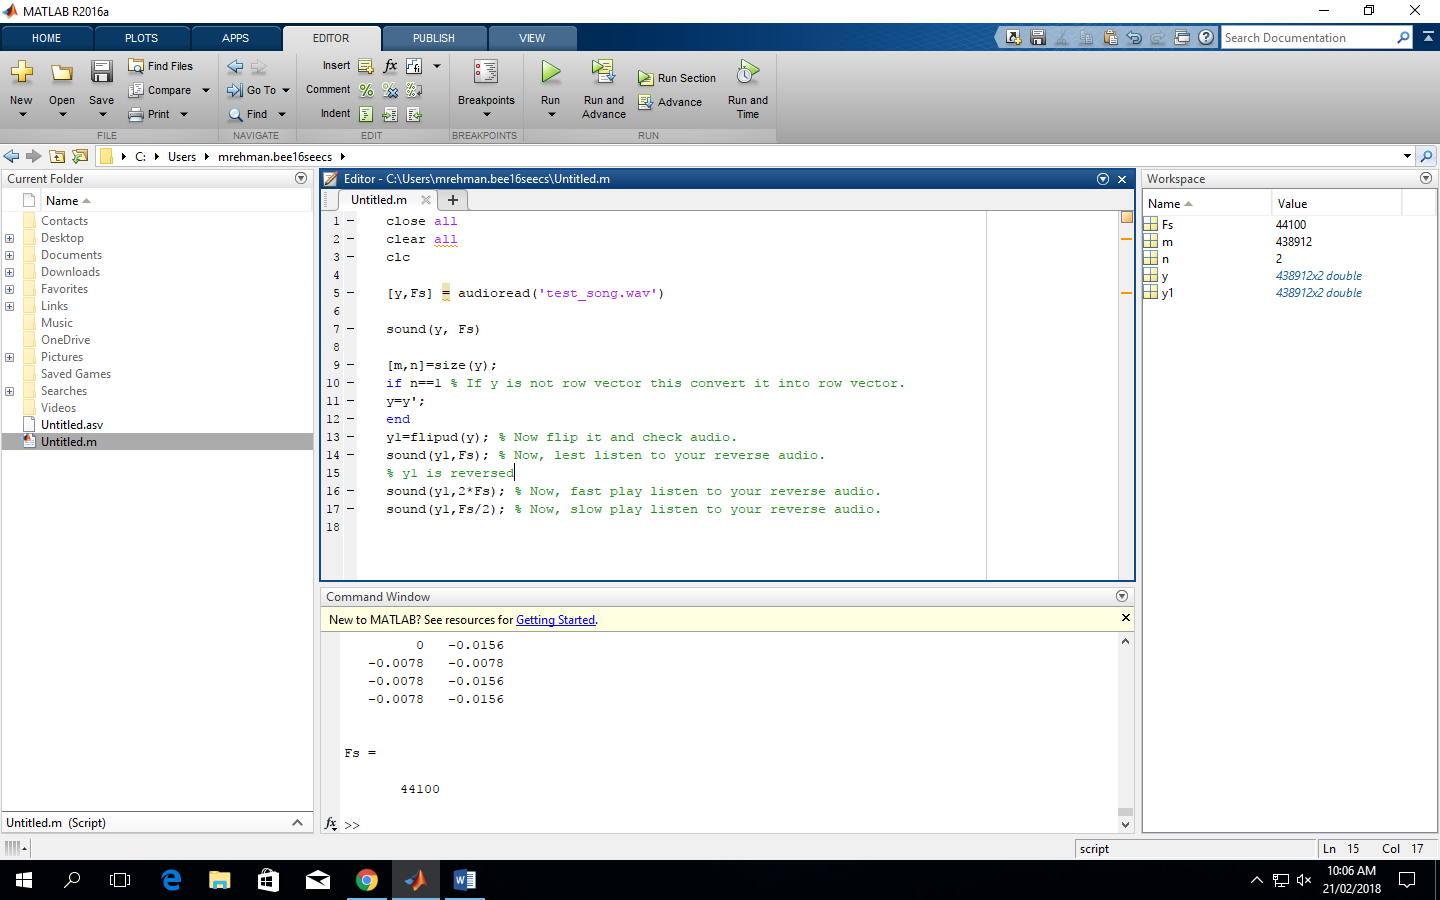 MATLAB R2016a
HOME PLOTS APPS EDITOR PUBLISH VIEW
Search Documentation
New Open Save Find Files Compare Print
FILE
Go To Find
NAVIGATE
Insert fx
Comment
Indent
EDIT
Breakpoints
BREAKPOINTS
Run Run and Advance Run Section Advance Run and Time
RUN
C: Users mrehman.bee16seecs
Current Folder
Name
Contacts
Desktop
Documents
Downloads
Favorites
Links
Music
OneDrive
Pictures
Saved Games
Searches
Videos
Untitled.asv
Untitled.m
Untitled.m (Script)
Editor - C:\Users\mrehman.bee16seecs\Untitled.m
Untitled.m
1 close all
2 clear all
3 clc
4
5 [y,Fs] = audioread('test_song.wav')
6
7 sound(y, Fs)
8
9 [m,n]=size(y);
10 if n==1 % If y is not row vector this convert it into row vector.
11 y=y';
12 end
13 y1=flipud(y); % Now flip it and check audio.
14 sound(y1,Fs); % Now, lest listen to your reverse audio.
15 % y1 is reversed
16 sound(y1,2*Fs); % Now, fast play listen to your reverse audio.
17 sound(y1,Fs/2); % Now, slow play listen to your reverse audio.
18
Command Window
New to MATLAB? See resources for Getting Started.
0 -0.0156
-0.0078 -0.0078
-0.0078 -0.0156
-0.0078 -0.0156
Fs =
44100
fx >>
Workspace
Name Value
Fs 44100
m 438912
n 2
y 438912x2 double
y1 438912x2 double
script Ln 15 Col 17
10:06 AM
21/02/2018